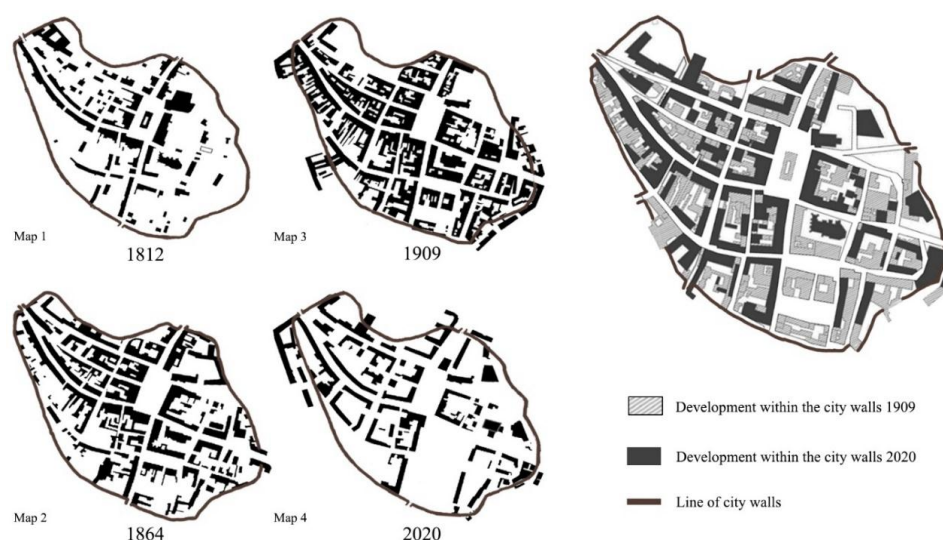 Map 1
1812
Map 3
1909
Map 2
1864
Map 4
2020
Development within the city walls 1909
Development within the city walls 2020
Line of city walls